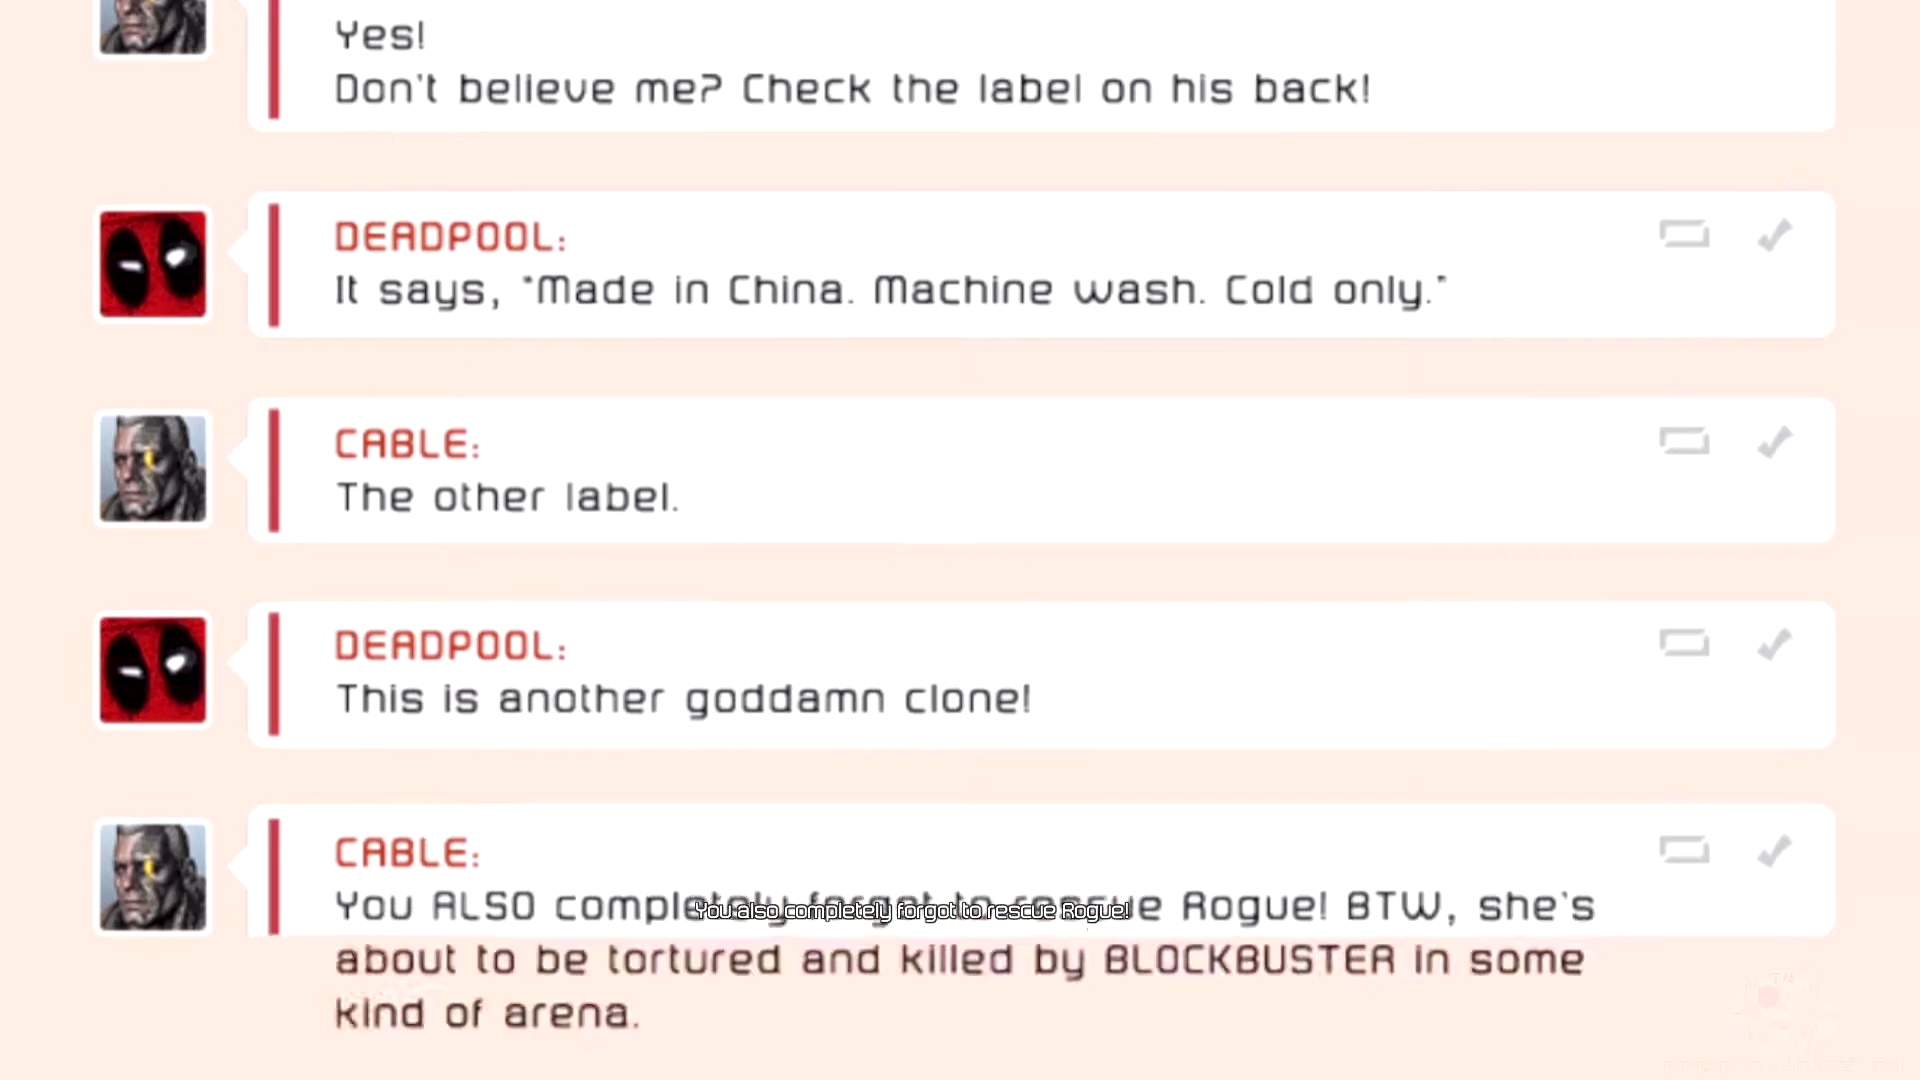 Yes!
Don't believe me? Check the label on his back!
DEADPOOL:
It says, "Made in China. Machine wash. Cold only."
CABLE:
The other label.
DEADPOOL:
This is another goddamn clone!
CABLE:
You ALSO completely forgot to rescue Rogue! BTW, she's
You also completely forgot to rescue Rogue!
about to be tortured and killed by BLOCKBUSTER in some
kind of arena.